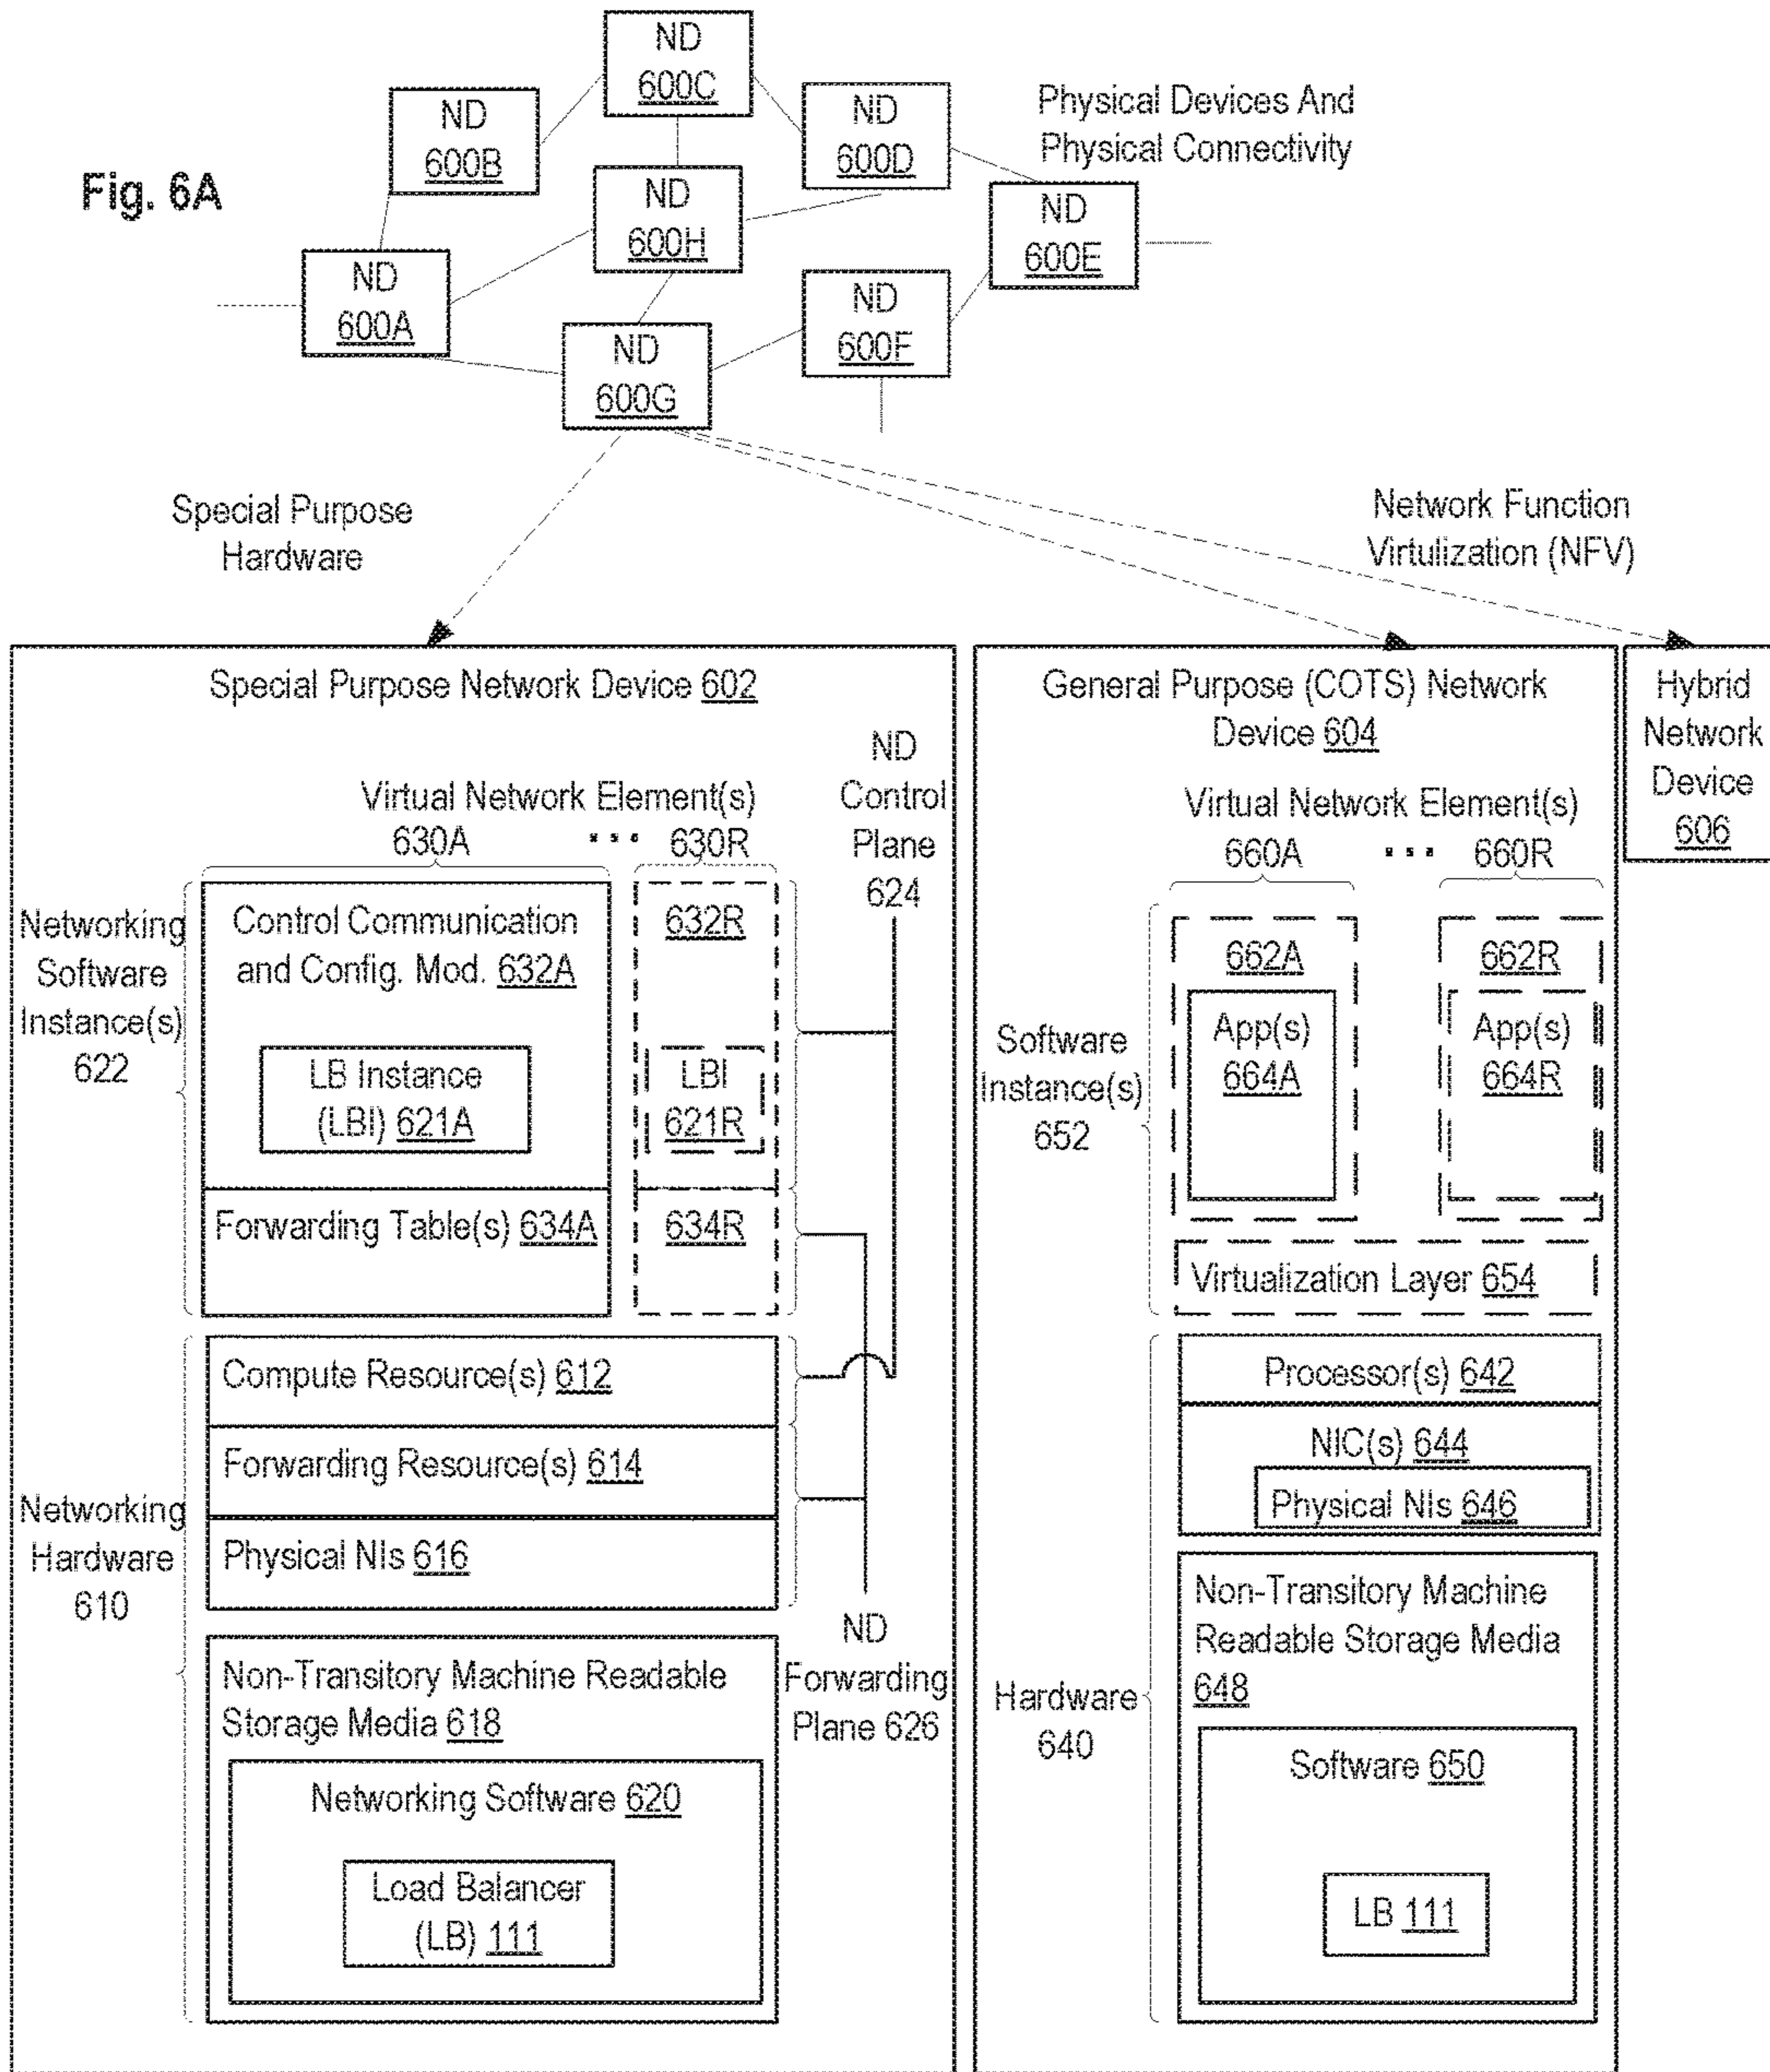 Fig. 6A
ND
600C
ND
600B
ND
600D
Physical Devices And
Physical Connectivity
ND
600H
ND
600E
ND
600A
ND
600F
ND
600G
Special Purpose
Hardware
Network Function
Virtulization (NFV)
Special Purpose Network Device 602
ND
Control
Plane
624
Virtual Network Element(s)
630A
...
630R
Networking
Software
Instance(s)
622
Control Communication
and Config. Mod. 632A
LB Instance
(LBI) 621A
Forwarding Table(s) 634A
632R
LBI
621R
634R
Networking
Hardware
610
Compute Resource(s) 612
Forwarding Resource(s) 614
Physical NIs 616
ND
Forwarding
Plane 626
Non-Transitory Machine Readable
Storage Media 618
Networking Software 620
Load Balancer
(LB) 111
General Purpose (COTS) Network
Device 604
Virtual Network Element(s)
660A
...
660R
Software
Instance(s)
652
662A
App(s)
664A
662R
App(s)
664R
Virtualization Layer 654
Hardware
640
Processor(s) 642
NIC(s) 644
Physical NIs 646
Non-Transitory Machine
Readable Storage Media
648
Software 650
LB 111
Hybrid
Network
Device
606